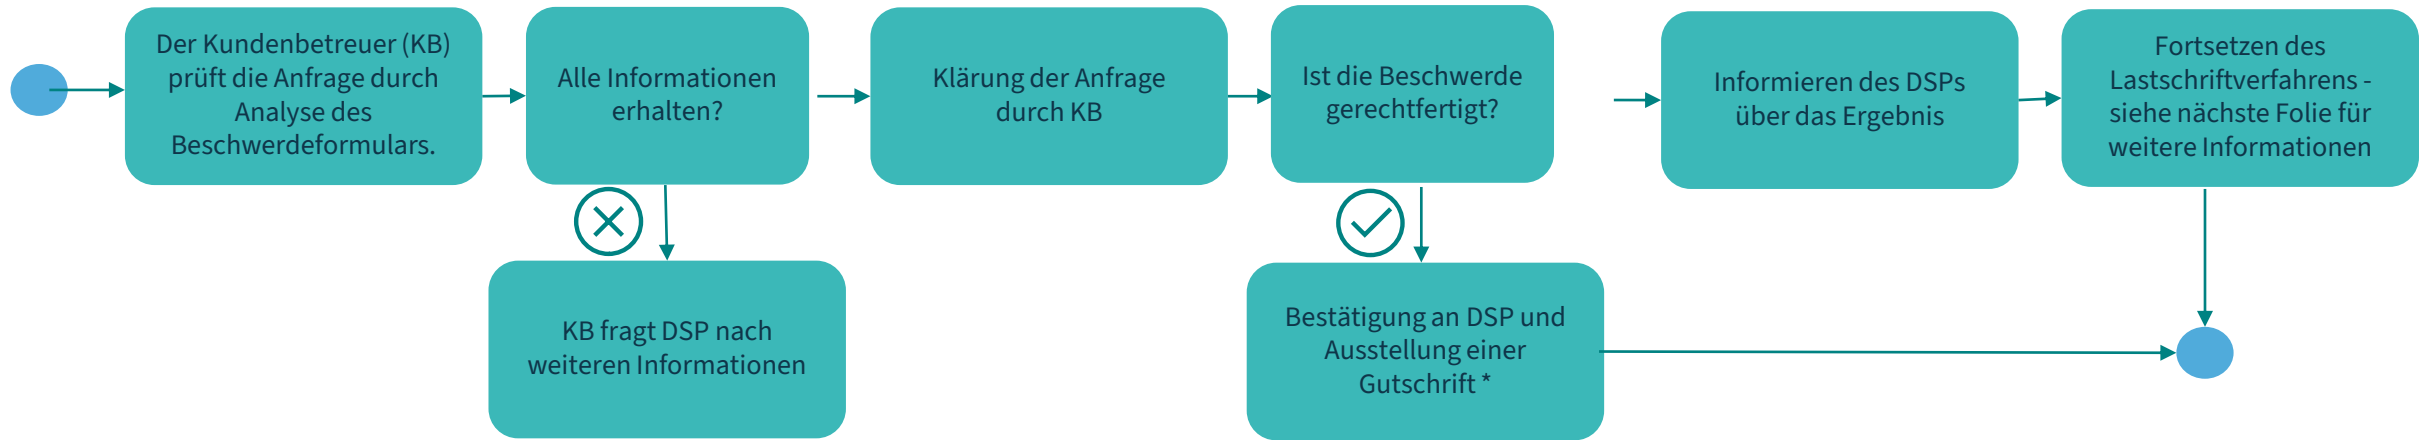 Der Kundenbetreuer (KB)
prüft die Anfrage durch
Analyse des
Beschwerdeformulars.
Alle Informationen
erhalten?
Klärung der Anfrage
durch KB
Ist die Beschwerde
gerechtfertigt?
Informieren des DSPs
über das Ergebnis
Fortsetzen des
Lastschriftverfahrens -
siehe nächste Folie für
weitere Informationen
KB fragt DSP nach
weiteren Informationen
Bestätigung an DSP und
Ausstellung einer
Gutschrift *